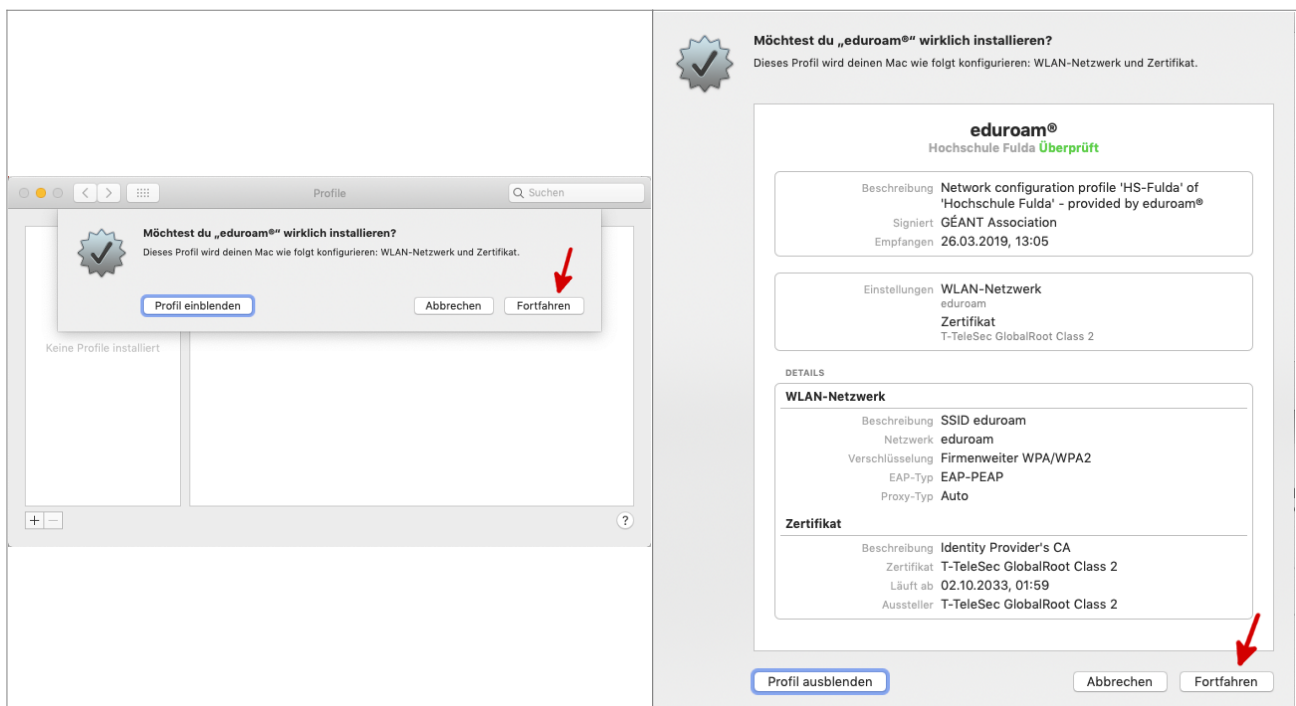 Profile
Suchen
Möchtest du „eduroam®“ wirklich installieren?
Dieses Profil wird deinen Mac wie folgt konfigurieren: WLAN-Netzwerk und Zertifikat.
Profil einblenden
Abbrechen
Fortfahren
Keine Profile installiert
+ −
?
Möchtest du „eduroam®“ wirklich installieren?
Dieses Profil wird deinen Mac wie folgt konfigurieren: WLAN-Netzwerk und Zertifikat.
eduroam®
Hochschule Fulda Überprüft
Beschreibung Network configuration profile 'HS-Fulda' of
'Hochschule Fulda' - provided by eduroam®
Signiert GÉANT Association
Empfangen 26.03.2019, 13:05
Einstellungen WLAN-Netzwerk
eduroam
Zertifikat
T-TeleSec GlobalRoot Class 2
DETAILS
WLAN-Netzwerk
Beschreibung SSID eduroam
Netzwerk eduroam
Verschlüsselung Firmenweiter WPA/WPA2
EAP-Typ EAP-PEAP
Proxy-Typ Auto
Zertifikat
Beschreibung Identity Provider's CA
Zertifikat T-TeleSec GlobalRoot Class 2
Läuft ab 02.10.2033, 01:59
Aussteller T-TeleSec GlobalRoot Class 2
Profil ausblenden
Abbrechen
Fortfahren